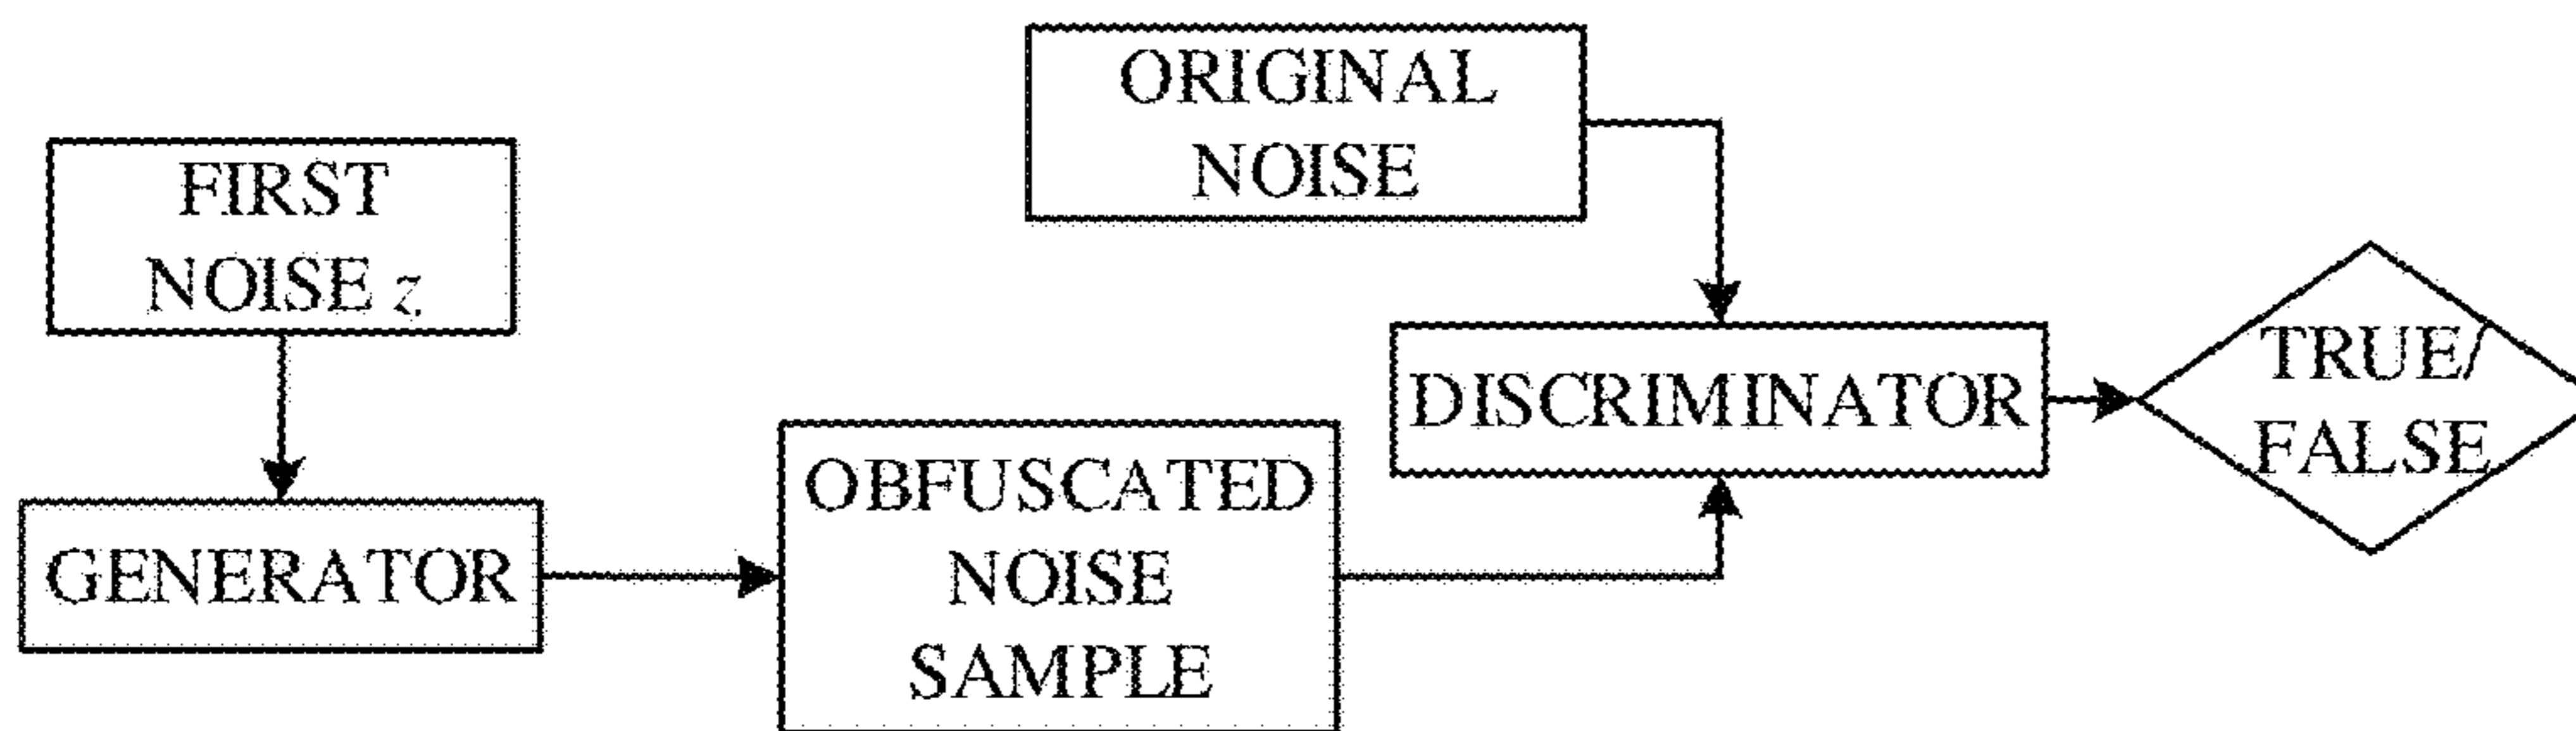 ORIGINAL
NOISE
FIRST
NOISE z
TRUE/
FALSE
DISCRIMINATOR
OBFUSCATED
NOISE
SAMPLE
GENERATOR